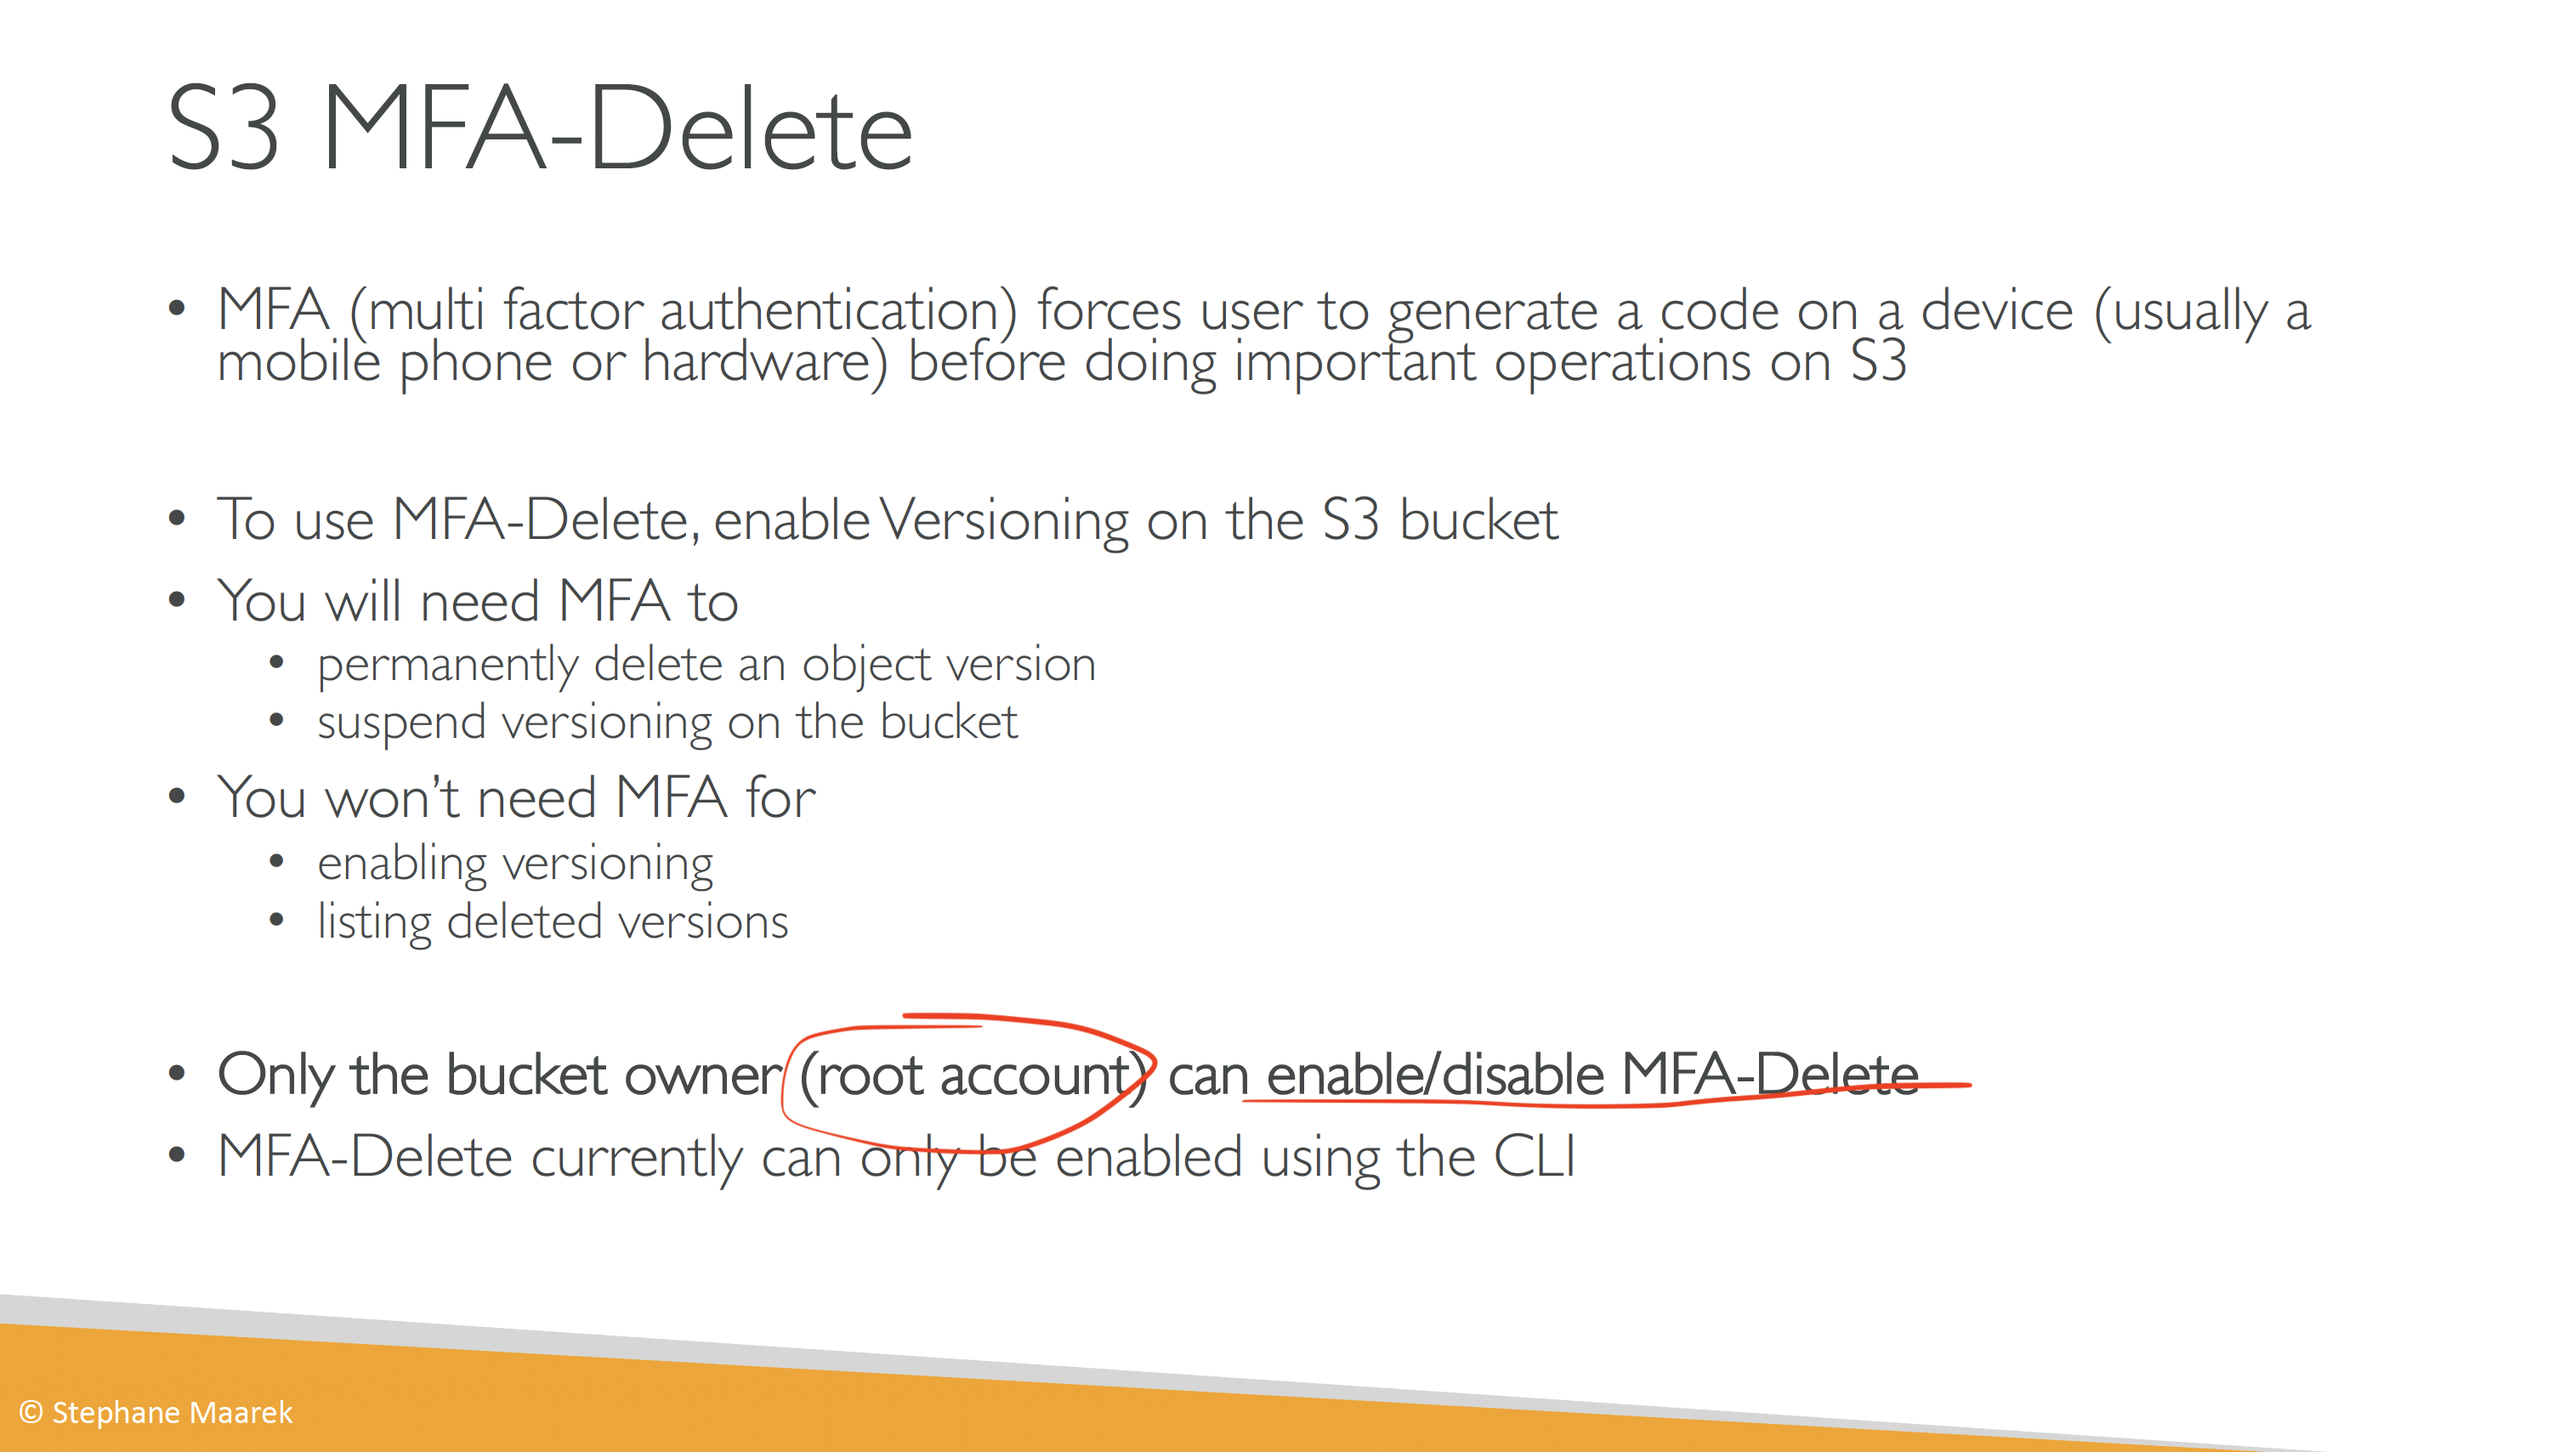 S3 MFA-Delete
• MFA (multi factor authentication) forces user to generate a code on a device (usually a
mobile phone or hardware) before doing important operations on S3
• To use MFA-Delete, enable Versioning on the S3 bucket
• You will need MFA to
• permanently delete an object version
• suspend versioning on the bucket
• You won’t need MFA for
• enabling versioning
• listing deleted versions
• Only the bucket owner (root account) can enable/disable MFA-Delete
• MFA-Delete currently can only be enabled using the CLI
© Stephane Maarek